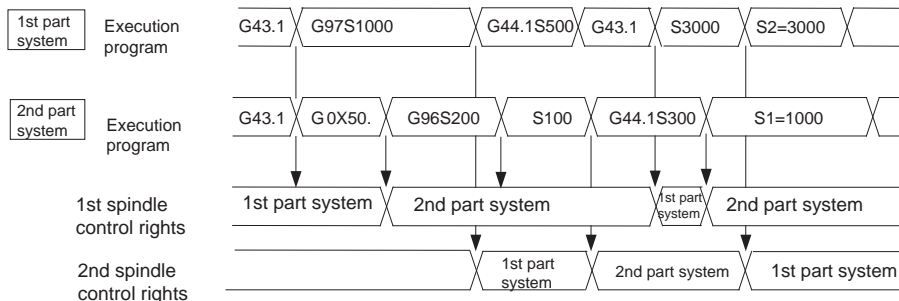 1st part
system
Execution
program
G43.1 G97S1000 G44.1S500 G43.1 S3000 S2=3000
2nd part
system
Execution
program
G43.1 G0X50. G96S200 S100 G44.1S300 S1=1000
1st spindle
control rights
1st part system 2nd part system 1st part
system 2nd part system
2nd spindle
control rights
1st part
system 2nd part system 1st part system